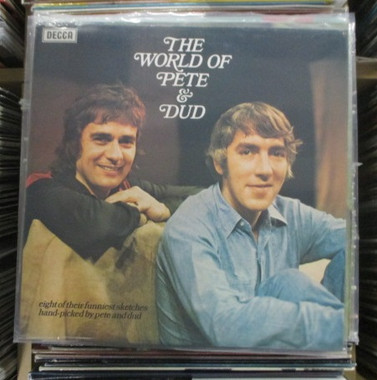 DECCA
THE
WORLD OF
PETE
&
DUD
eight of their funniest sketches
hand-picked by pete and dud